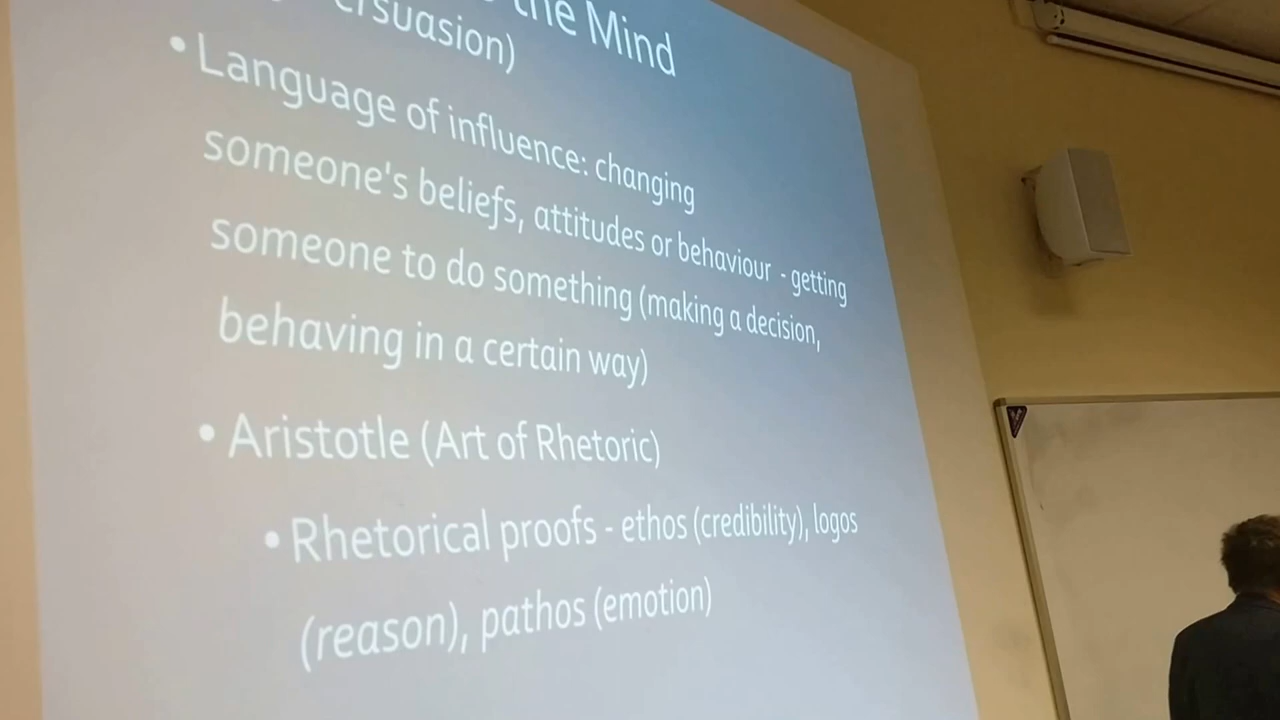 the Mind
ersuasion)
• Language of influence: changing
someone's beliefs, attitudes or behaviour - getting
someone to do something (making a decision,
behaving in a certain way)
• Aristotle (Art of Rhetoric)
• Rhetorical proofs - ethos (credibility), logos
(reason), pathos (emotion)